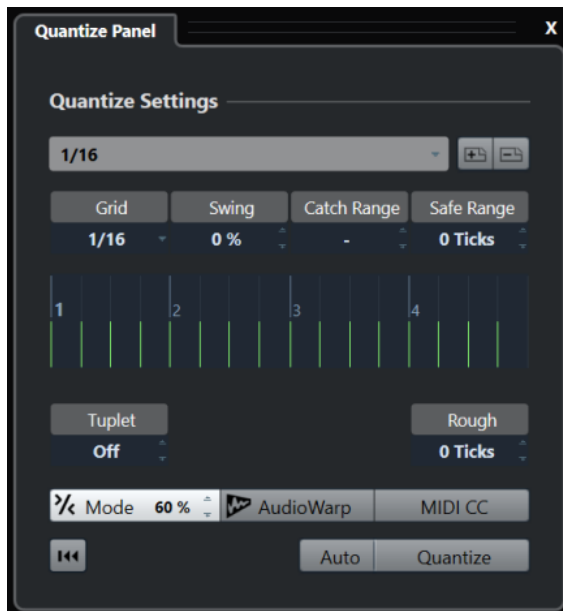 Quantize Panel X
Quantize Settings
1/16
Grid Swing Catch Range Safe Range
1/16 0 % - 0 Ticks
1 2 3 4
Tuplet Rough
Off 0 Ticks
Mode 60 % AudioWarp MIDI CC
Auto Quantize